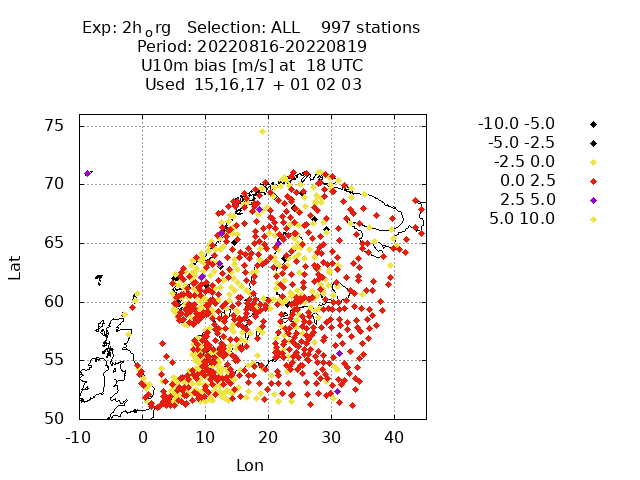 Exp: 2h_org   Selection: ALL    997 stations
Period: 20220816-20220819
U10m bias [m/s] at  18 UTC
Used  15,16,17  + 01 02 03
-10.0 -5.0
-5.0 -2.5
-2.5 0.0
0.0 2.5
2.5 5.0
5.0 10.0
75
70
65
60
55
50
Lat
-10 0 10 20 30 40
Lon